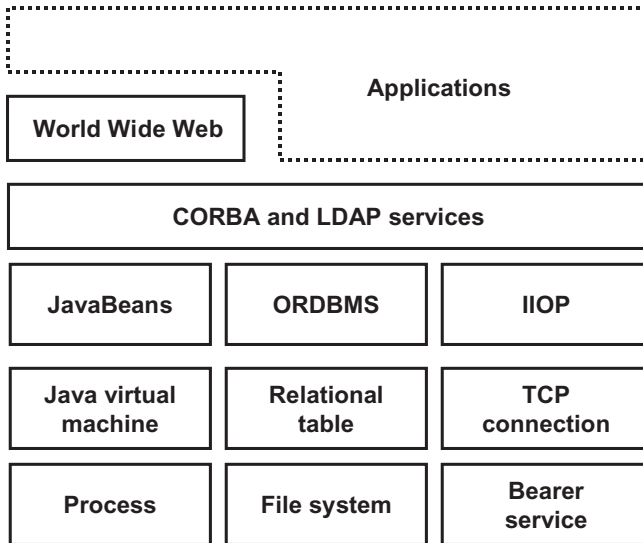 Applications
World Wide Web
CORBA and LDAP services
JavaBeans
ORDBMS
IIOP
Java virtual
machine
Relational
table
TCP
connection
Process
File system
Bearer
service